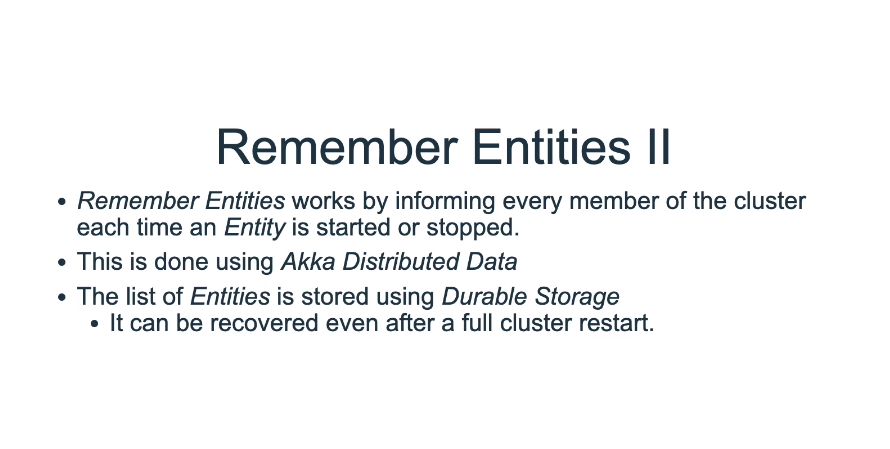 Remember Entities II
• Remember Entities works by informing every member of the cluster
each time an Entity is started or stopped.
• This is done using Akka Distributed Data
• The list of Entities is stored using Durable Storage
• It can be recovered even after a full cluster restart.